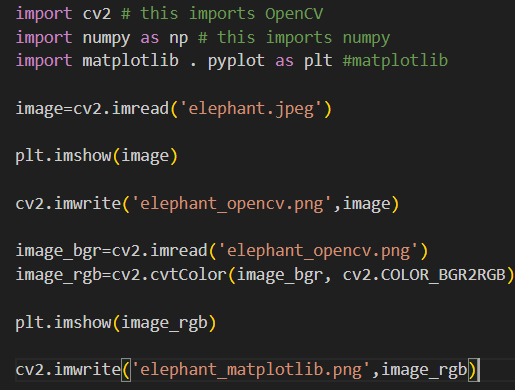 import cv2 # this imports OpenCV
import numpy as np # this imports numpy
import matplotlib . pyplot as plt #matplotlib
image=cv2.imread('elephant.jpeg')
plt.imshow(image)
cv2.imwrite('elephant_opencv.png',image)
image_bgr=cv2.imread('elephant_opencv.png')
image_rgb=cv2.cvtColor(image_bgr, cv2.COLOR_BGR2RGB)
plt.imshow(image_rgb)
cv2.imwrite('elephant_matplotlib.png',image_rgb)